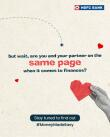 HDFC BANK
but wait, are you and your partner on the
same page
when it comes to finances?
Stay tuned to find out!
#MoneyMadeEasy